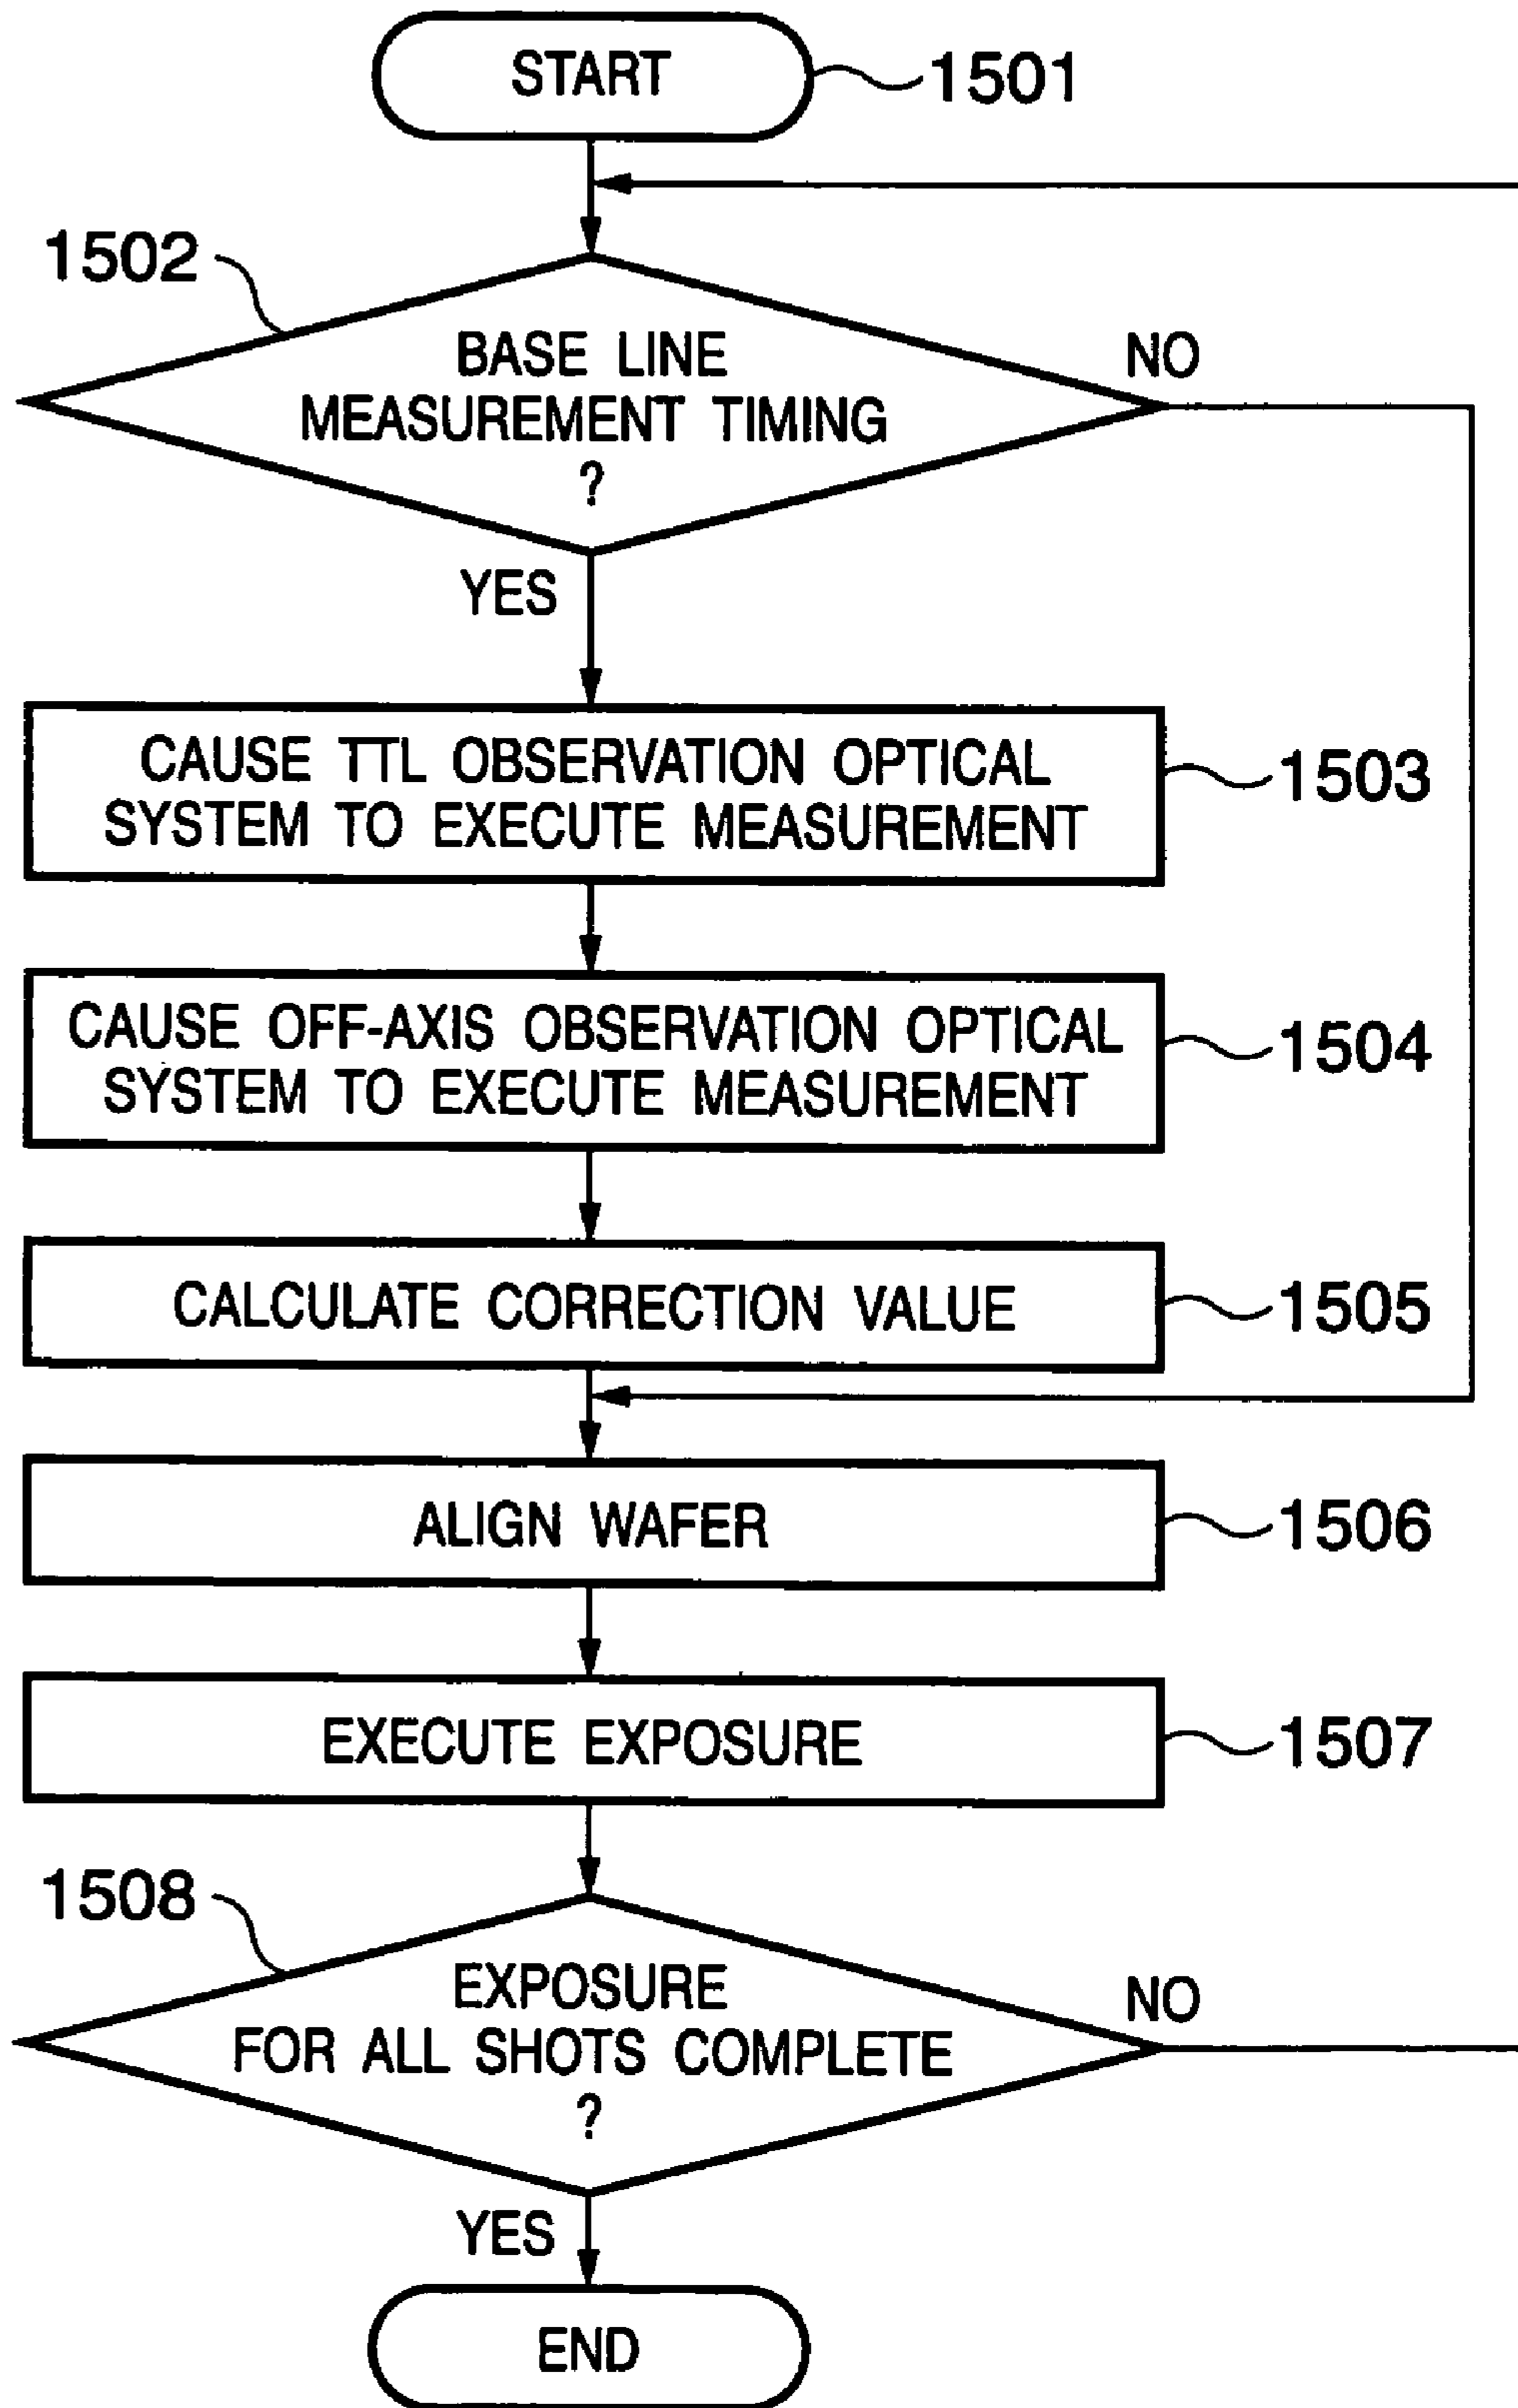 START
1501
1502
BASE LINE
MEASUREMENT TIMING
?
NO
YES
CAUSE TTL OBSERVATION OPTICAL
SYSTEM TO EXECUTE MEASUREMENT
1503
CAUSE OFF-AXIS OBSERVATION OPTICAL
SYSTEM TO EXECUTE MEASUREMENT
1504
CALCULATE CORRECTION VALUE
1505
ALIGN WAFER
1506
EXECUTE EXPOSURE
1507
1508
EXPOSURE
FOR ALL SHOTS COMPLETE
?
NO
YES
END